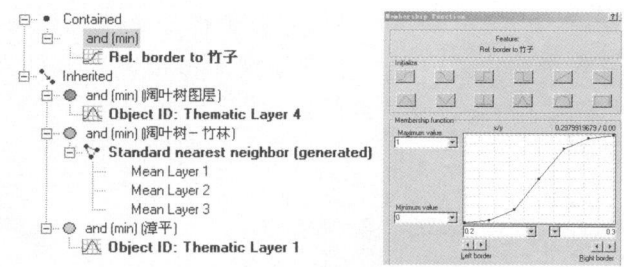 Contained
and (min)
Rel. border to 竹子
Inherited
and (min) (阔叶树图层)
Object ID: Thematic Layer 4
and (min) (阔叶树－竹林)
Standard nearest neighbor (generated)
Mean Layer 1
Mean Layer 2
Mean Layer 3
and (min) (漳平)
Object ID: Thematic Layer 1
Membership Function
Feature:
Rel. border to 竹子
Initialize
Membership function
Maximum value
x/y
0.2979919679 / 0.00
1
Minimum value
0
0.2
0.3
Left border
Right border